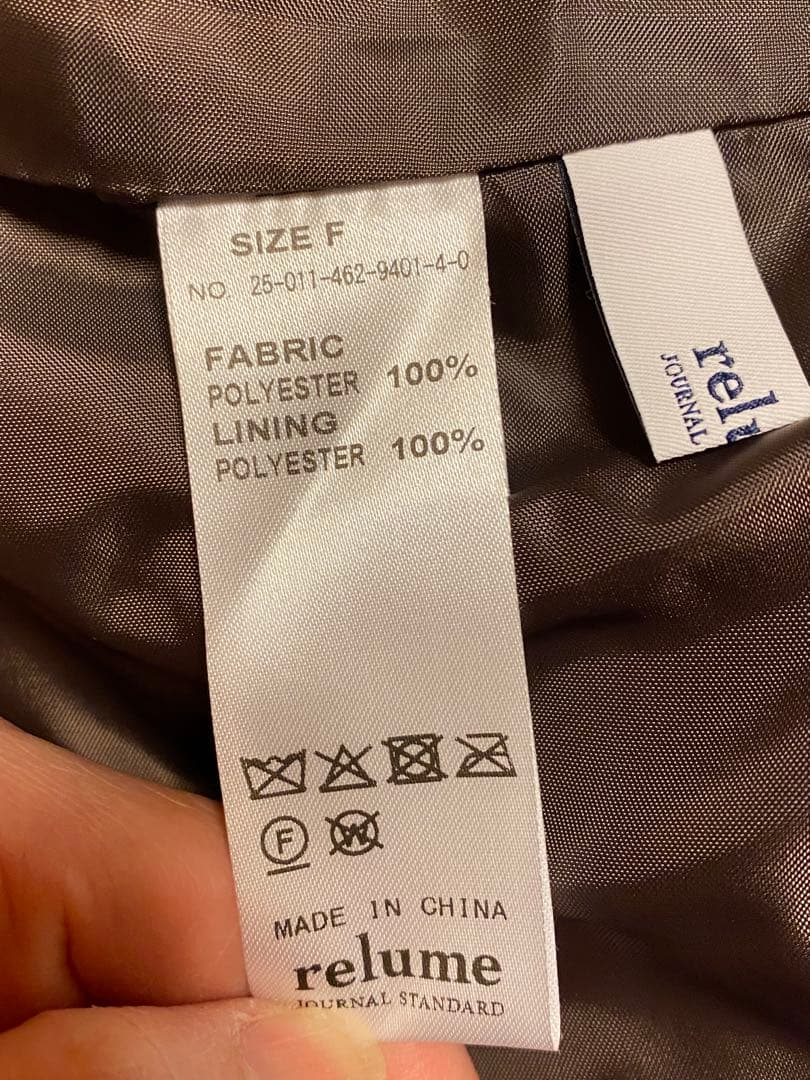 SIZE F
NO. 25-011-462-9401-4-0
FABRIC
POLYESTER 100%
LINING
POLYESTER 100%
F
W
MADE IN CHINA
relume
JOURNAL STANDARD
relu
JOURNAL